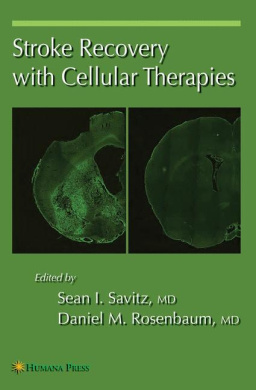 Stroke Recovery
with Cellular Therapies
Edited by
Sean I. Savitz, MD
Daniel M. Rosenbaum, MD
HUMANA PRESS